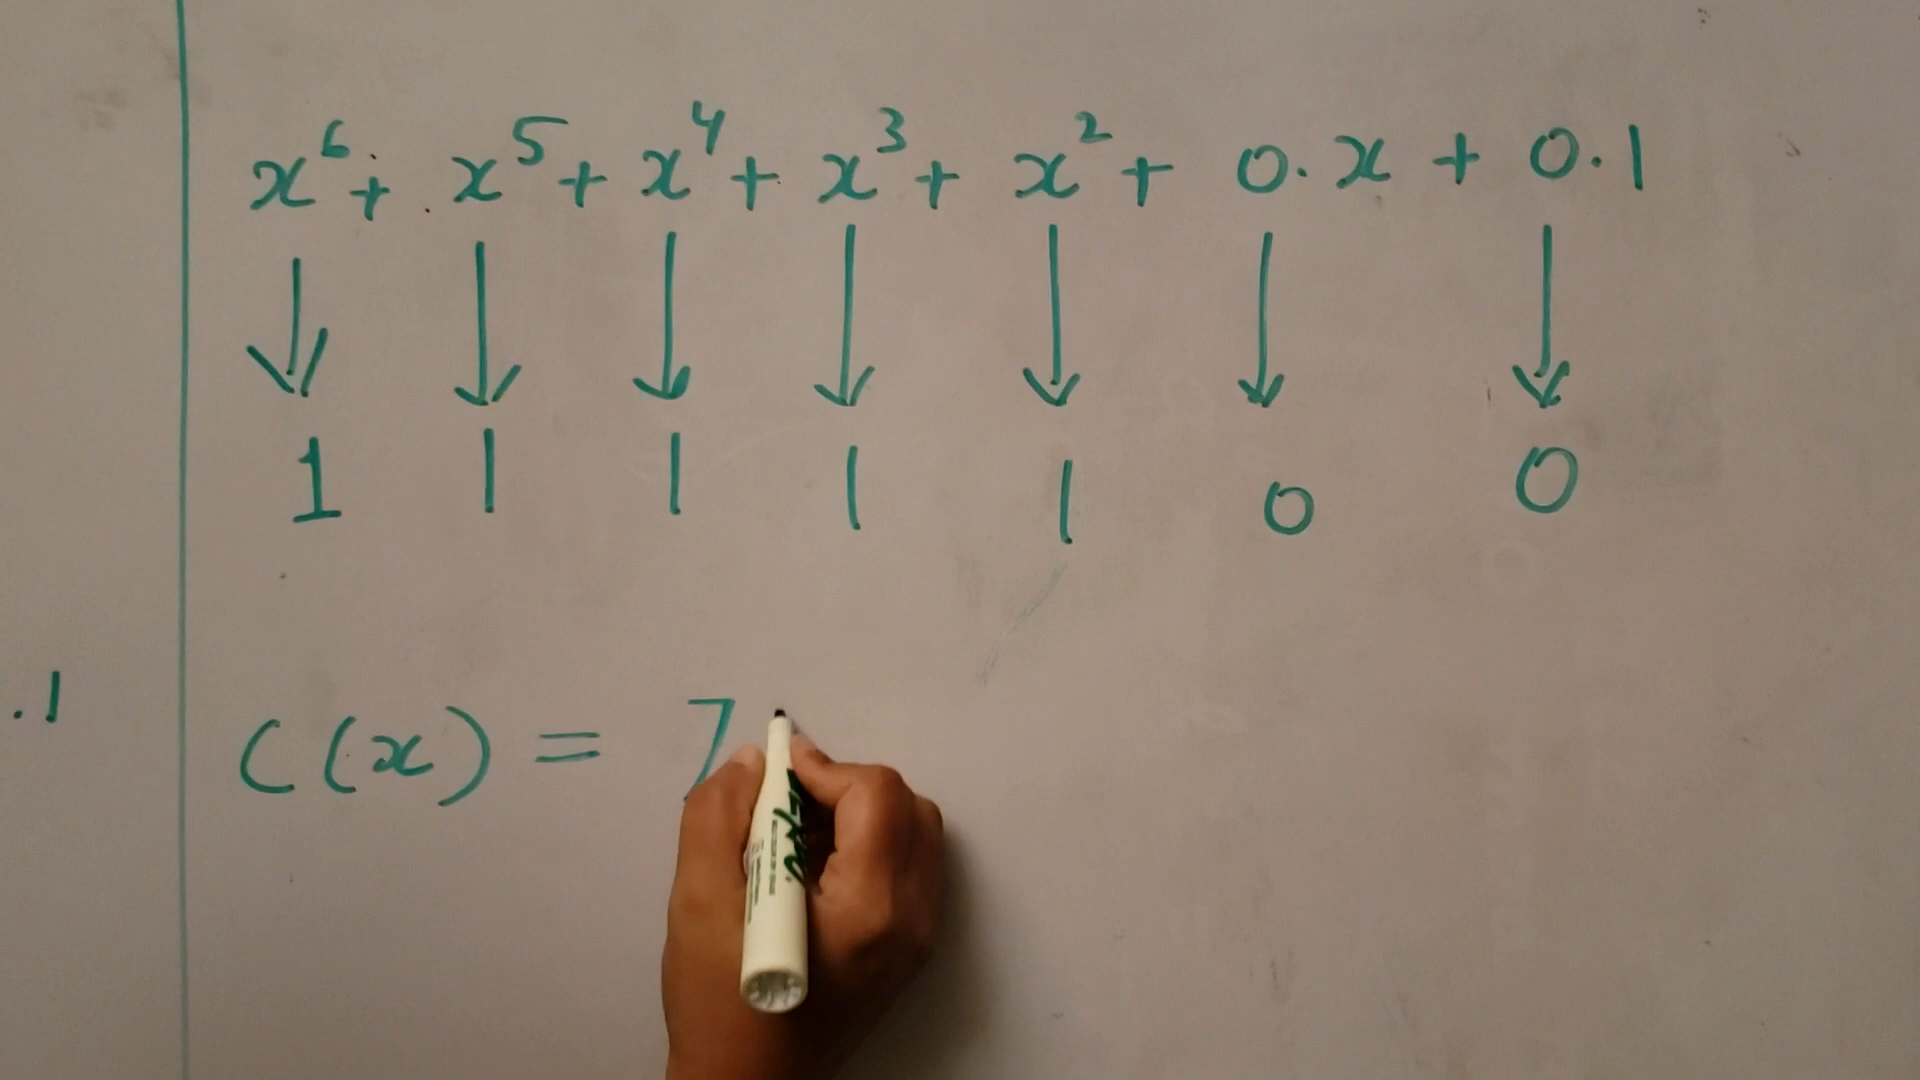 x⁶ + x⁵ + x⁴ + x³ + x² + 0.x + 0.1
↓ ↓ ↓ ↓ ↓ ↓ ↓
1 1 1 1 1 0 0
.1
C(x) = 7